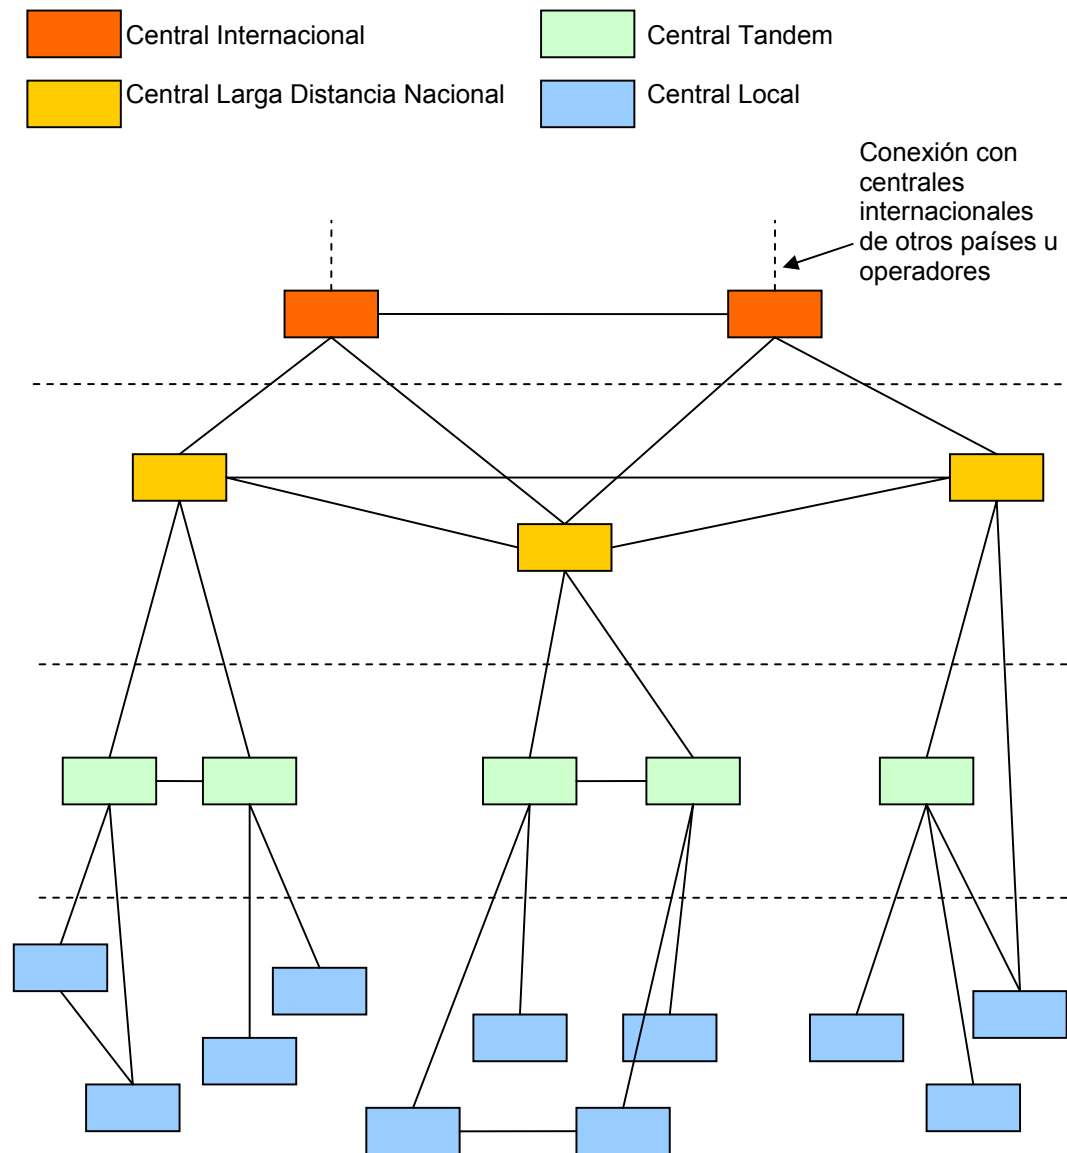 Central Internacional
Central Tandem
Central Larga Distancia Nacional
Central Local
Conexión con
centrales
internacionales
de otros países u
operadores